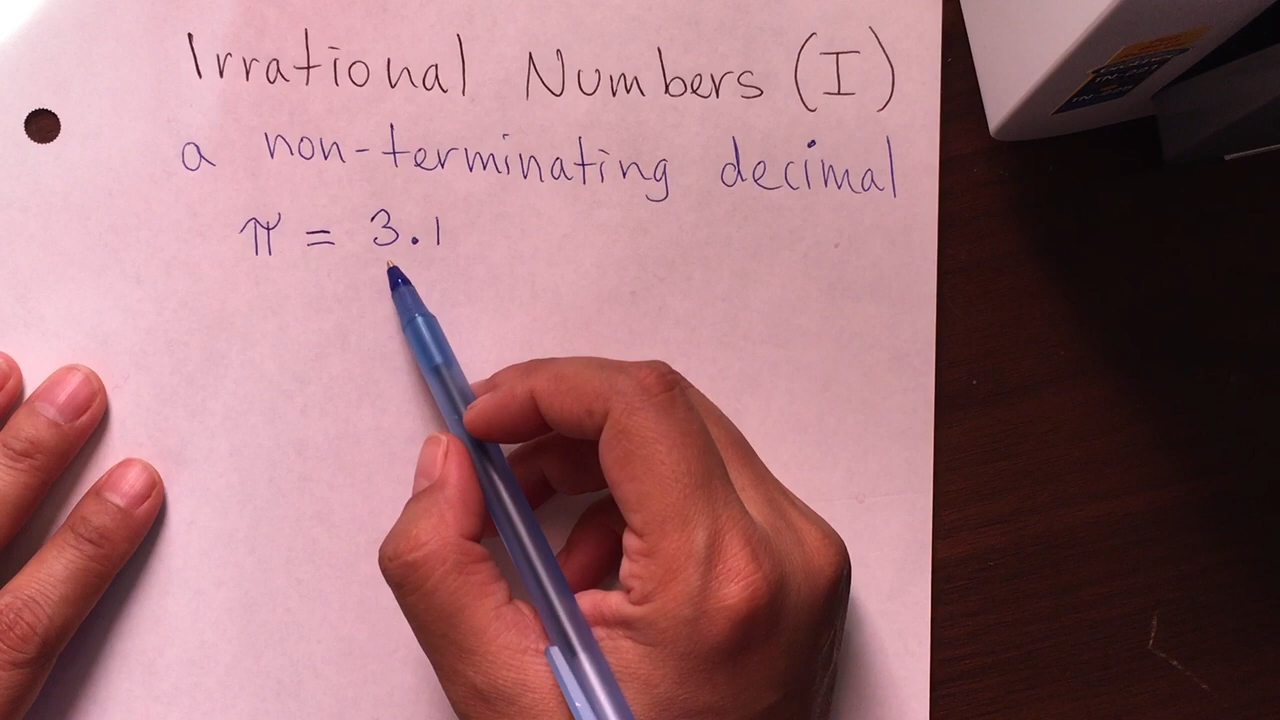 Irrational Numbers (I)
a non-terminating decimal
π = 3.1